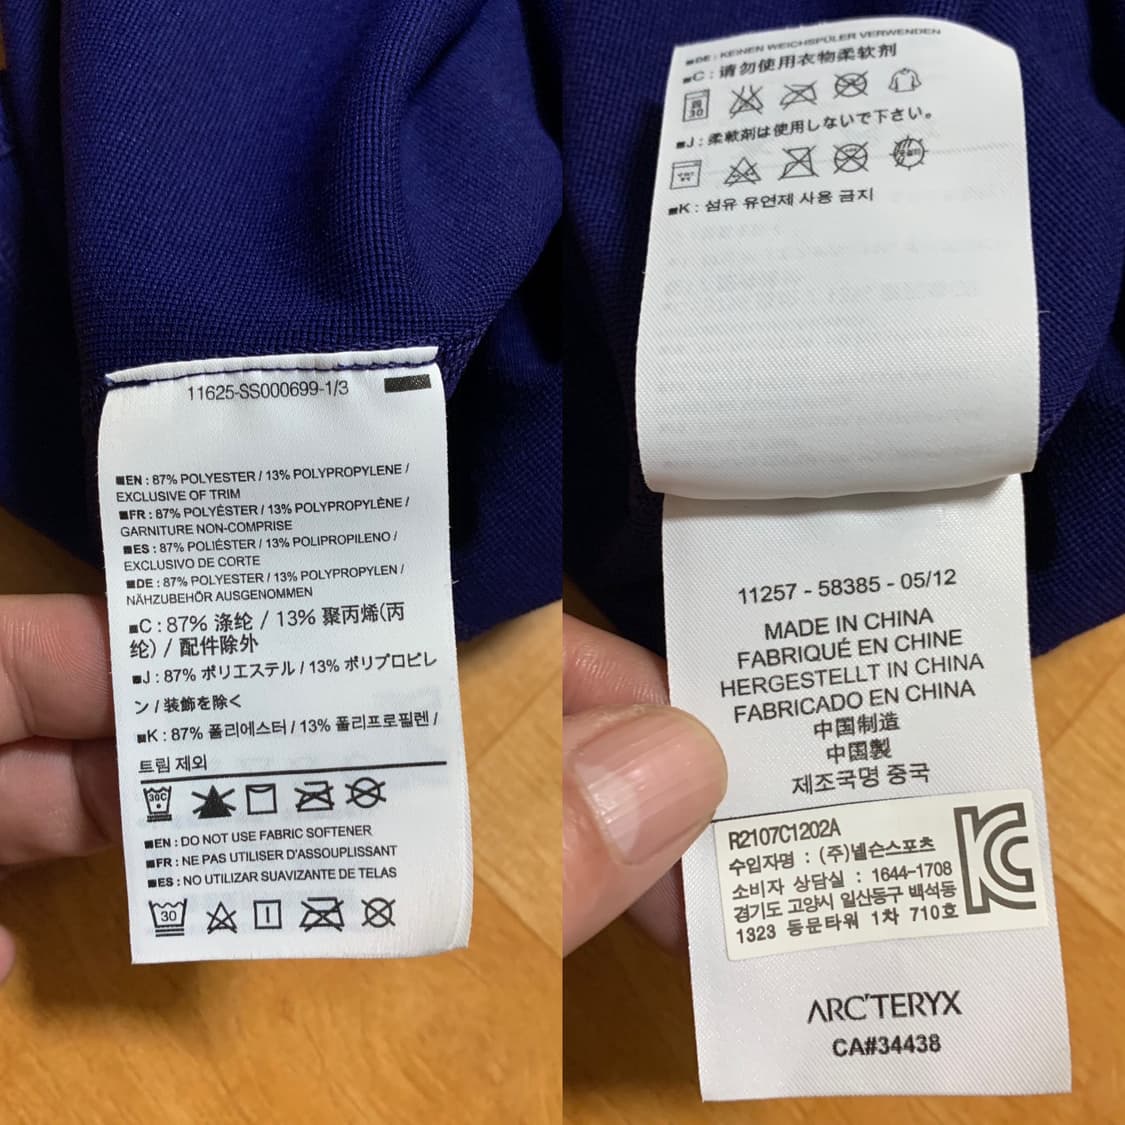 11625-SS000699-1/3
■EN : 87% POLYESTER / 13% POLYPROPYLENE /
EXCLUSIVE OF TRIM
■FR : 87% POLYÉSTER / 13% POLYPROPYLÈNE /
GARNITURE NON-COMPRISE
■ES : 87% POLIÉSTER / 13% POLIPROPILENO /
EXCLUSIVO DE CORTE
■DE : 87% POLYESTER / 13% POLYPROPYLEN /
NÄHZUBEHÖR AUSGENOMMEN
■C : 87% 涤纶 / 13% 聚丙烯(丙
纶) / 配件除外
■J : 87% ポリエステル / 13% ポリプロピレ
ン / 装飾を除く
■K : 87% 폴리에스터 / 13% 폴리프로필렌 /
트림 제외
30C
■EN : DO NOT USE FABRIC SOFTENER
■FR : NE PAS UTILISER D'ASSOUPLISSANT
■ES : NO UTILIZAR SUAVIZANTE DE TELAS
30
■DE : KEINEN WEICHSPÜLER VERWENDEN
■C : 请勿使用衣物柔软剂
30
■J : 柔軟剤は使用しないで下さい。
■K : 섬유 유연제 사용 금지
11257 - 58385 - 05/12
MADE IN CHINA
FABRIQUÉ EN CHINE
HERGESTELLT IN CHINA
FABRICADO EN CHINA
中国制造
中国製
제조국명 중국
R2107C1202A
수입자명 : (주)넬슨스포츠
소비자 상담실 : 1644-1708
경기도 고양시 일산동구 백석동
1323 동문타워 1차 710호
ARC'TERYX
CA#34438